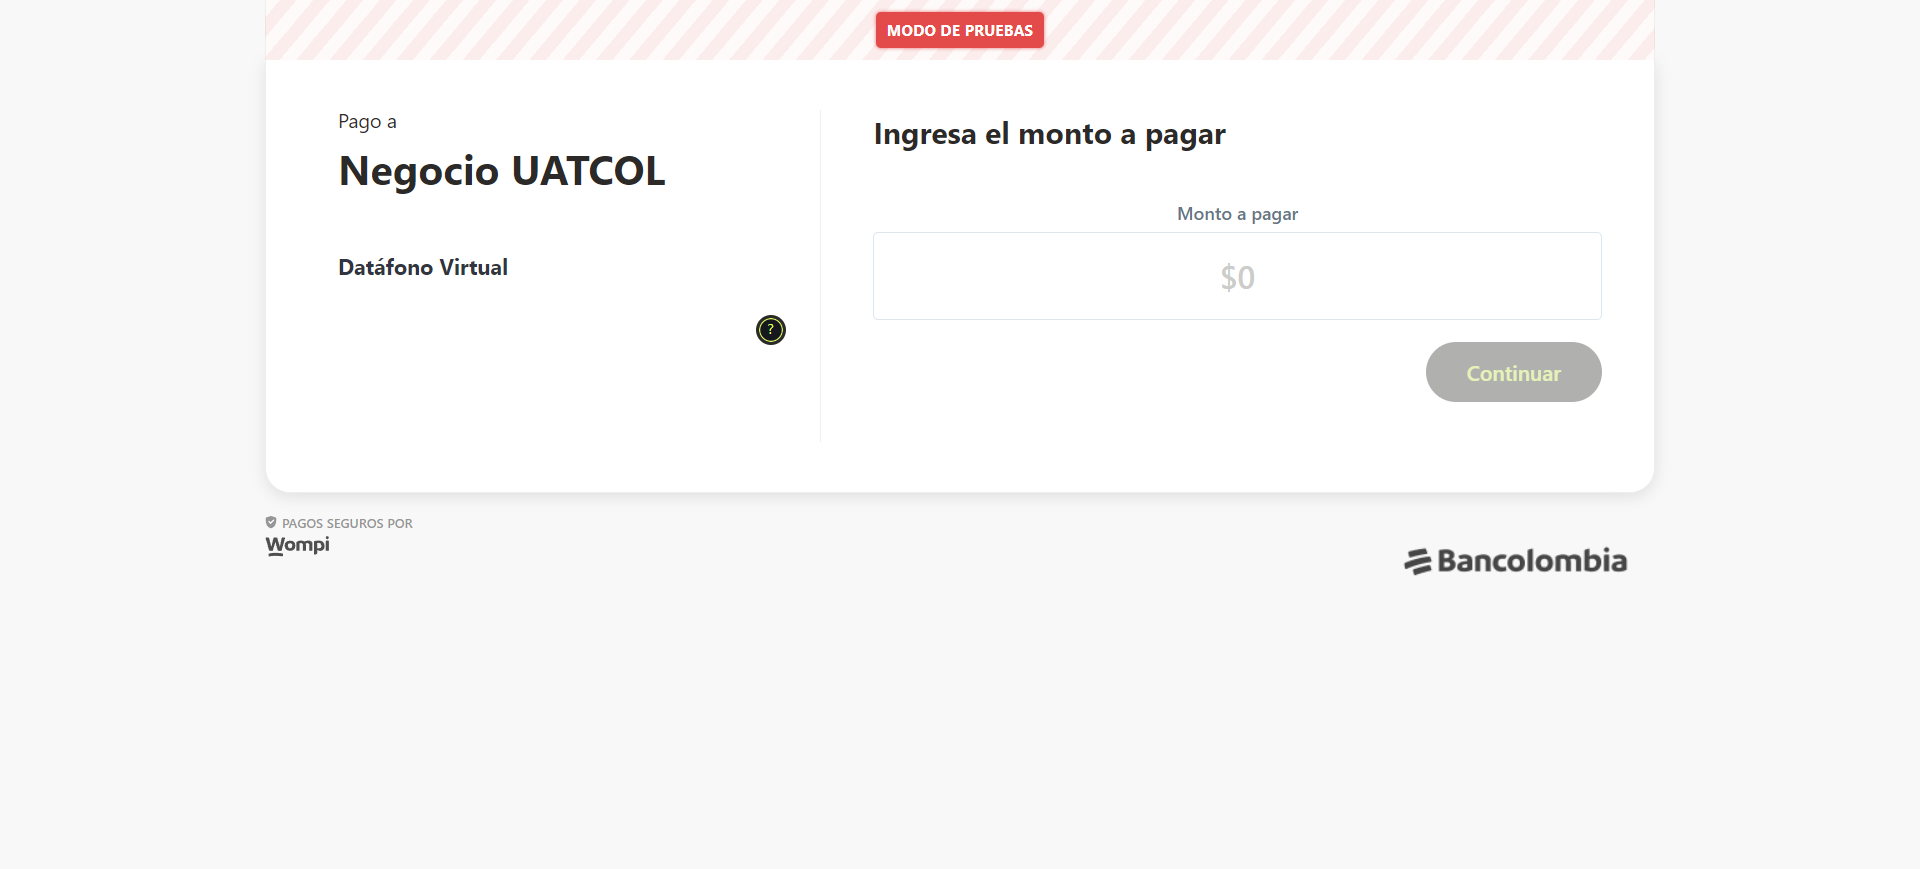 MODO DE PRUEBAS
Pago a
Negocio UATCOL
Datáfono Virtual
?
Ingresa el monto a pagar
Monto a pagar
$0
Continuar
PAGOS SEGUROS POR
Wompi
Bancolombia